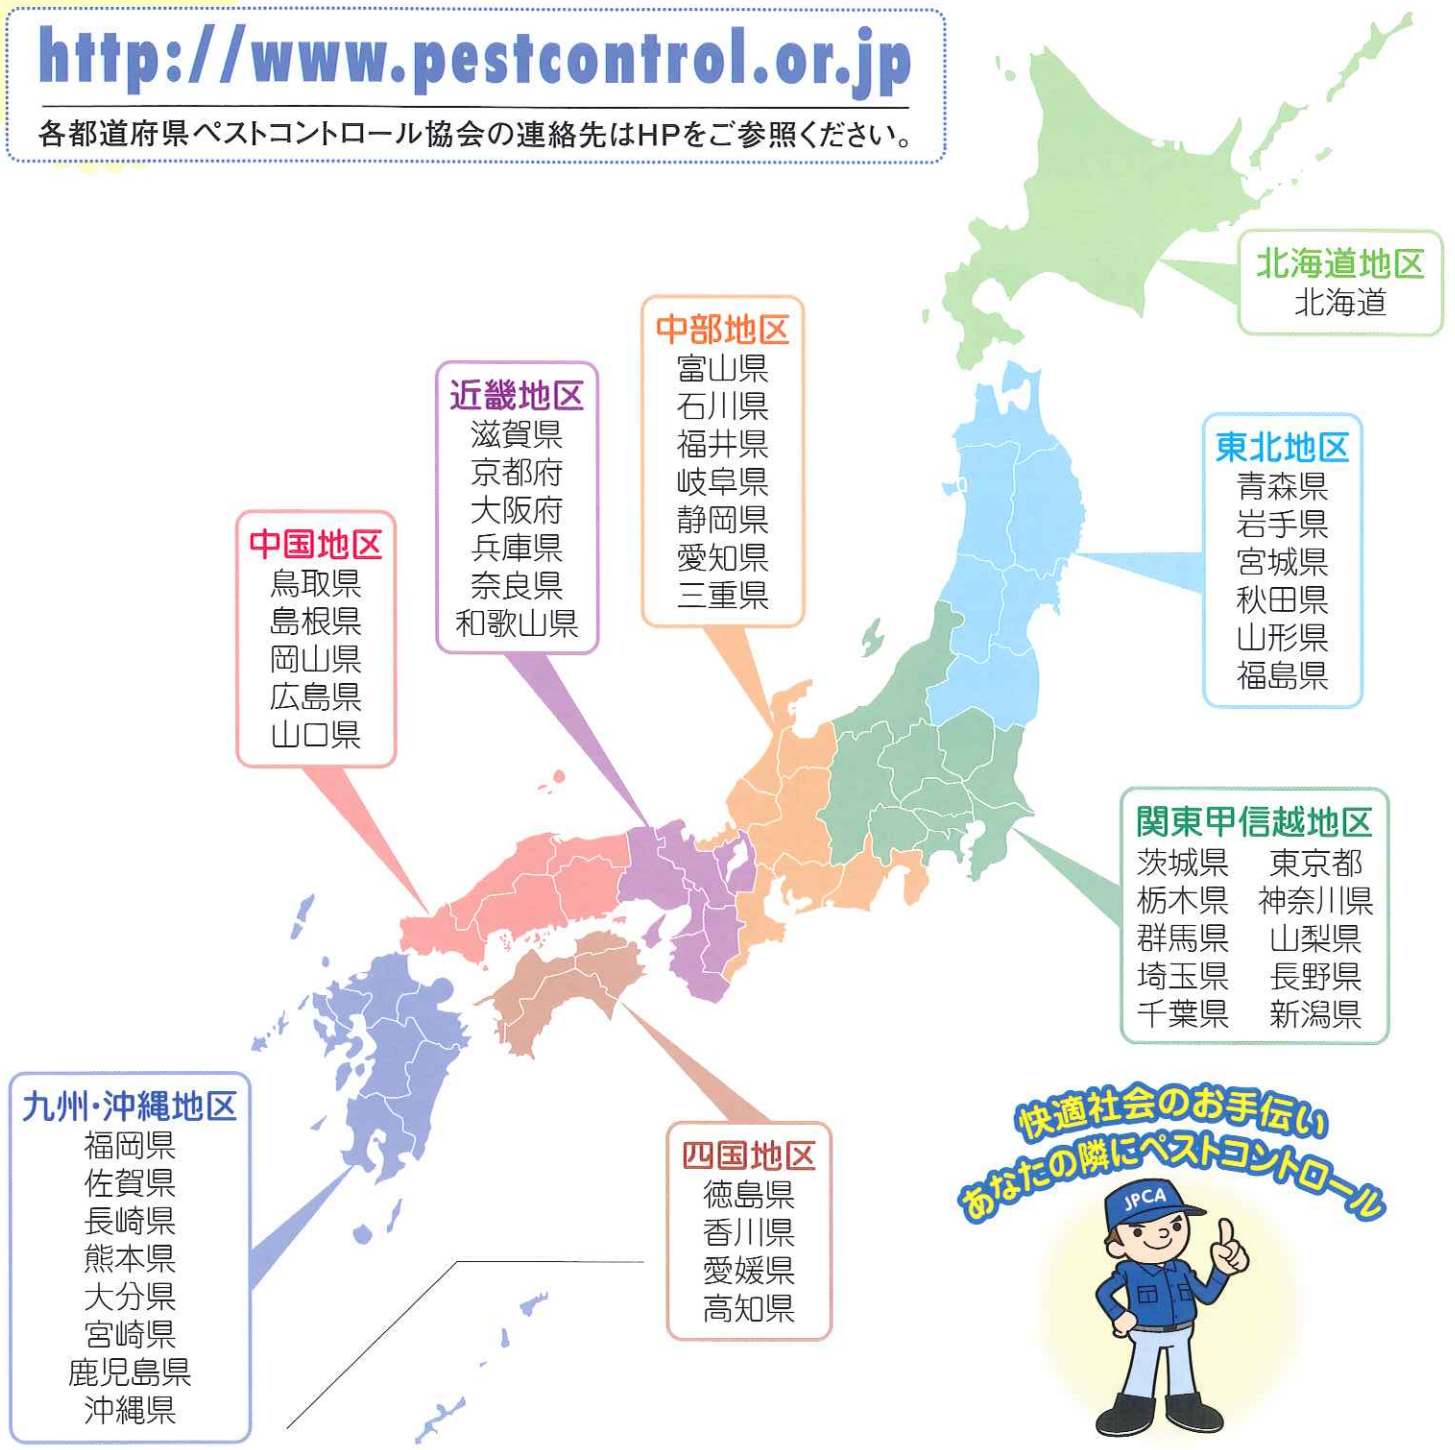 http://www.pestcontrol.or.jp
各都道府県ペストコントロール協会の連絡先はHPをご参照ください。
北海道地区
北海道
中部地区
富山県
石川県
福井県
岐阜県
静岡県
愛知県
三重県
近畿地区
滋賀県
京都府
大阪府
兵庫県
奈良県
和歌山県
東北地区
青森県
岩手県
宮城県
秋田県
山形県
福島県
中国地区
鳥取県
島根県
岡山県
広島県
山口県
関東甲信越地区
茨城県 東京都
栃木県 神奈川県
群馬県 山梨県
埼玉県 長野県
千葉県 新潟県
九州・沖縄地区
福岡県
佐賀県
長崎県
熊本県
大分県
宮崎県
鹿児島県
沖縄県
四国地区
徳島県
香川県
愛媛県
高知県
快適社会のお手伝い
あなたの隣にペストコントロール
JPCA